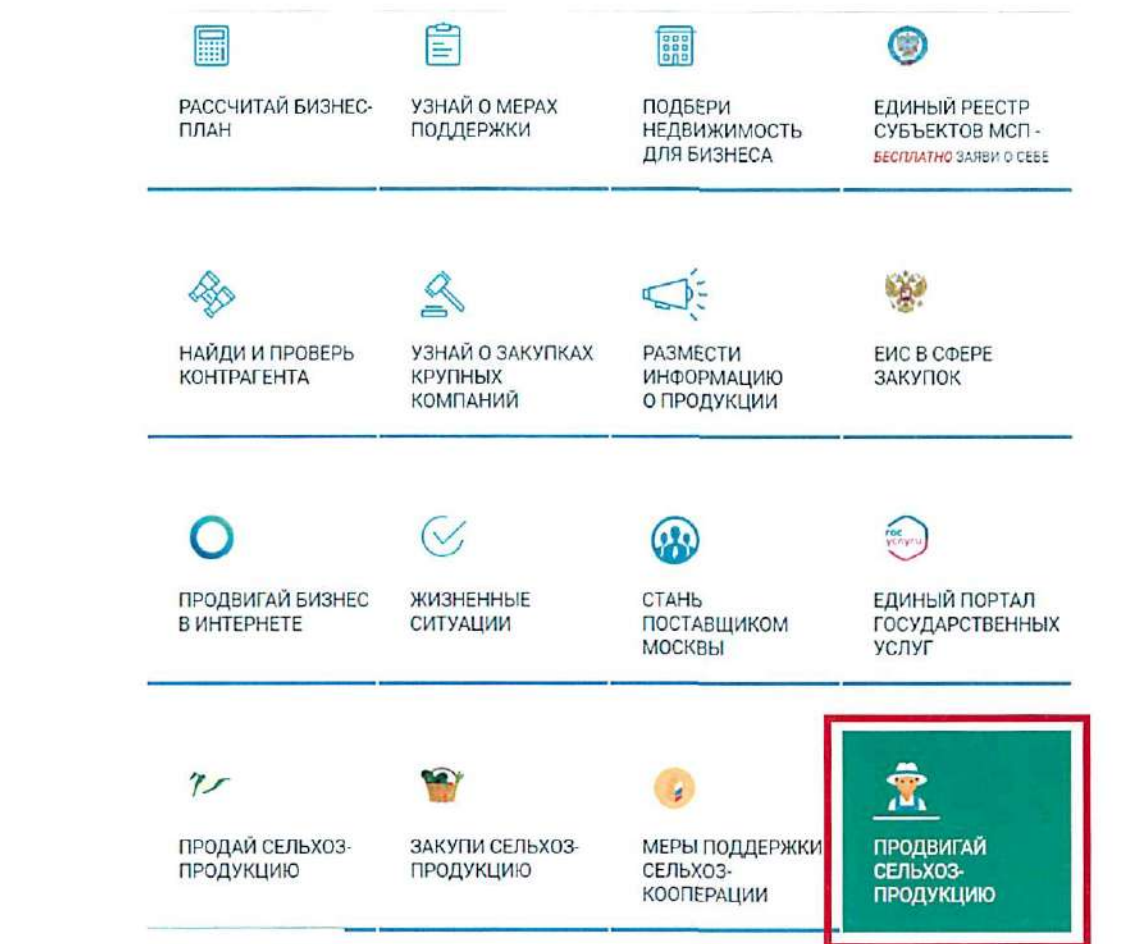 РАССЧИТАЙ БИЗНЕС-
ПЛАН
УЗНАЙ О МЕРАХ
ПОДДЕРЖКИ
ПОДБЕРИ
НЕДВИЖИМОСТЬ
ДЛЯ БИЗНЕСА
ЕДИНЫЙ РЕЕСТР
СУБЪЕКТОВ МСП -
БЕСПЛАТНО ЗАЯВИ О СЕБЕ
НАЙДИ И ПРОВЕРЬ
КОНТРАГЕНТА
УЗНАЙ О ЗАКУПКАХ
КРУПНЫХ
КОМПАНИЙ
РАЗМЕСТИ
ИНФОРМАЦИЮ
О ПРОДУКЦИИ
ЕИС В СФЕРЕ
ЗАКУПОК
ПРОДВИГАЙ БИЗНЕС
В ИНТЕРНЕТЕ
ЖИЗНЕННЫЕ
СИТУАЦИИ
СТАНЬ
ПОСТАВЩИКОМ
МОСКВЫ
гос
услуги
ЕДИНЫЙ ПОРТАЛ
ГОСУДАРСТВЕННЫХ
УСЛУГ
ПРОДАЙ СЕЛЬХОЗ-
ПРОДУКЦИЮ
ЗАКУПИ СЕЛЬХОЗ-
ПРОДУКЦИЮ
МЕРЫ ПОДДЕРЖКИ
СЕЛЬХОЗ-
КООПЕРАЦИИ
ПРОДВИГАЙ
СЕЛЬХОЗ-
ПРОДУКЦИЮ